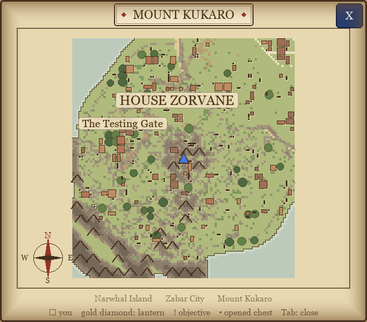 MOUNT KUKARO
X
HOUSE ZORVANE
The Testing Gate
N
W E
S
Narwhal Island Zabar City Mount Kukaro
□ you gold diamond: lantern ! objective • opened chest Tab: close